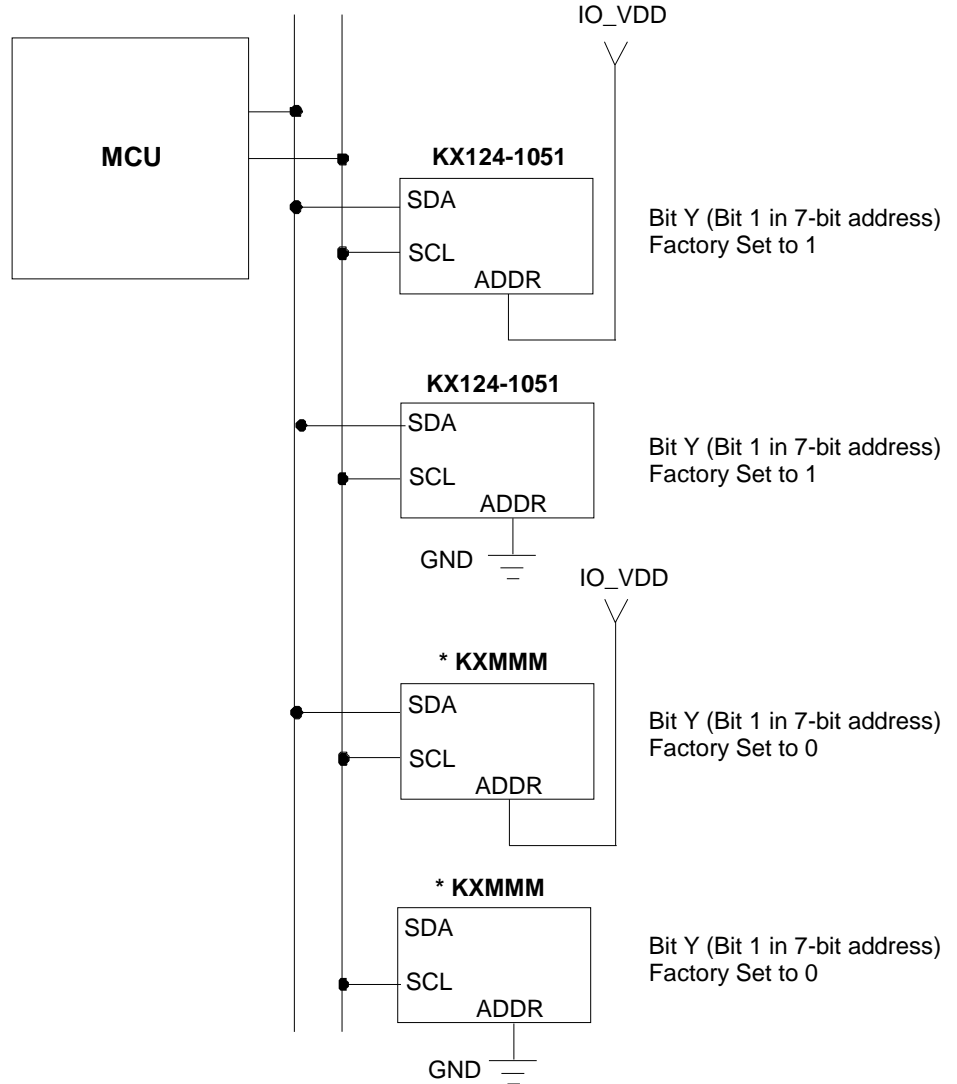 IO_VDD
MCU
KX124-1051
SDA
SCL
ADDR
Bit Y (Bit 1 in 7-bit address)
Factory Set to 1
KX124-1051
SDA
SCL
ADDR
GND
Bit Y (Bit 1 in 7-bit address)
Factory Set to 1
IO_VDD
* KXMMM
SDA
SCL
ADDR
Bit Y (Bit 1 in 7-bit address)
Factory Set to 0
* KXMMM
SDA
SCL
ADDR
GND
Bit Y (Bit 1 in 7-bit address)
Factory Set to 0